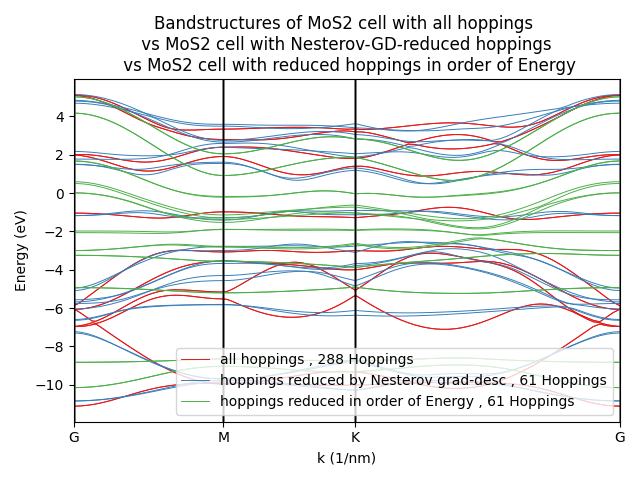 Bandstructures of MoS2 cell with all hoppings
vs MoS2 cell with Nesterov-GD-reduced hoppings
vs MoS2 cell with reduced hoppings in order of Energy
Energy (eV)
4
2
0
−2
−4
−6
−8
−10
all hoppings , 288 Hoppings
hoppings reduced by Nesterov grad-desc , 61 Hoppings
hoppings reduced in order of Energy , 61 Hoppings
G M K G
k (1/nm)